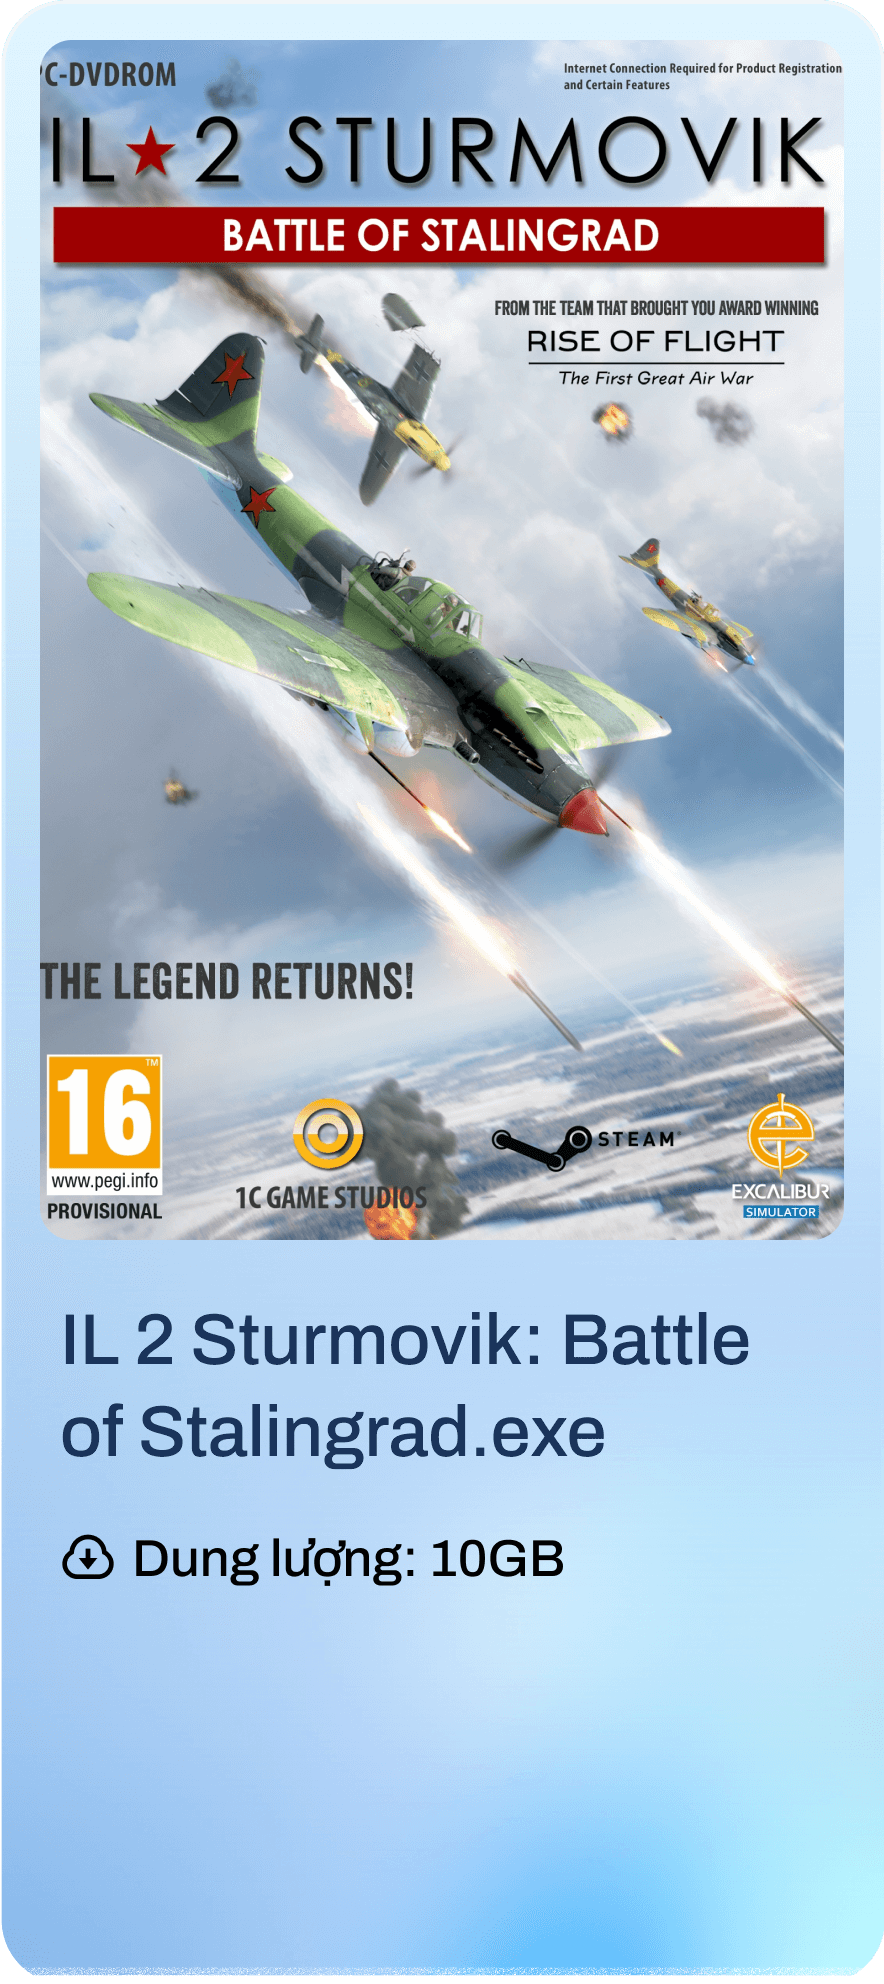 PC-DVDROM
Internet Connection Required for Product Registration
and Certain Features
IL★2 STURMOVIK
BATTLE OF STALINGRAD
FROM THE TEAM THAT BROUGHT YOU AWARD WINNING
RISE OF FLIGHT
The First Great Air War
THE LEGEND RETURNS!
16™
www.pegi.info
PROVISIONAL
1C GAME STUDIOS
STEAM
EXCALIBUR
SIMULATOR
IL 2 Sturmovik: Battle
of Stalingrad.exe
Dung lượng: 10GB